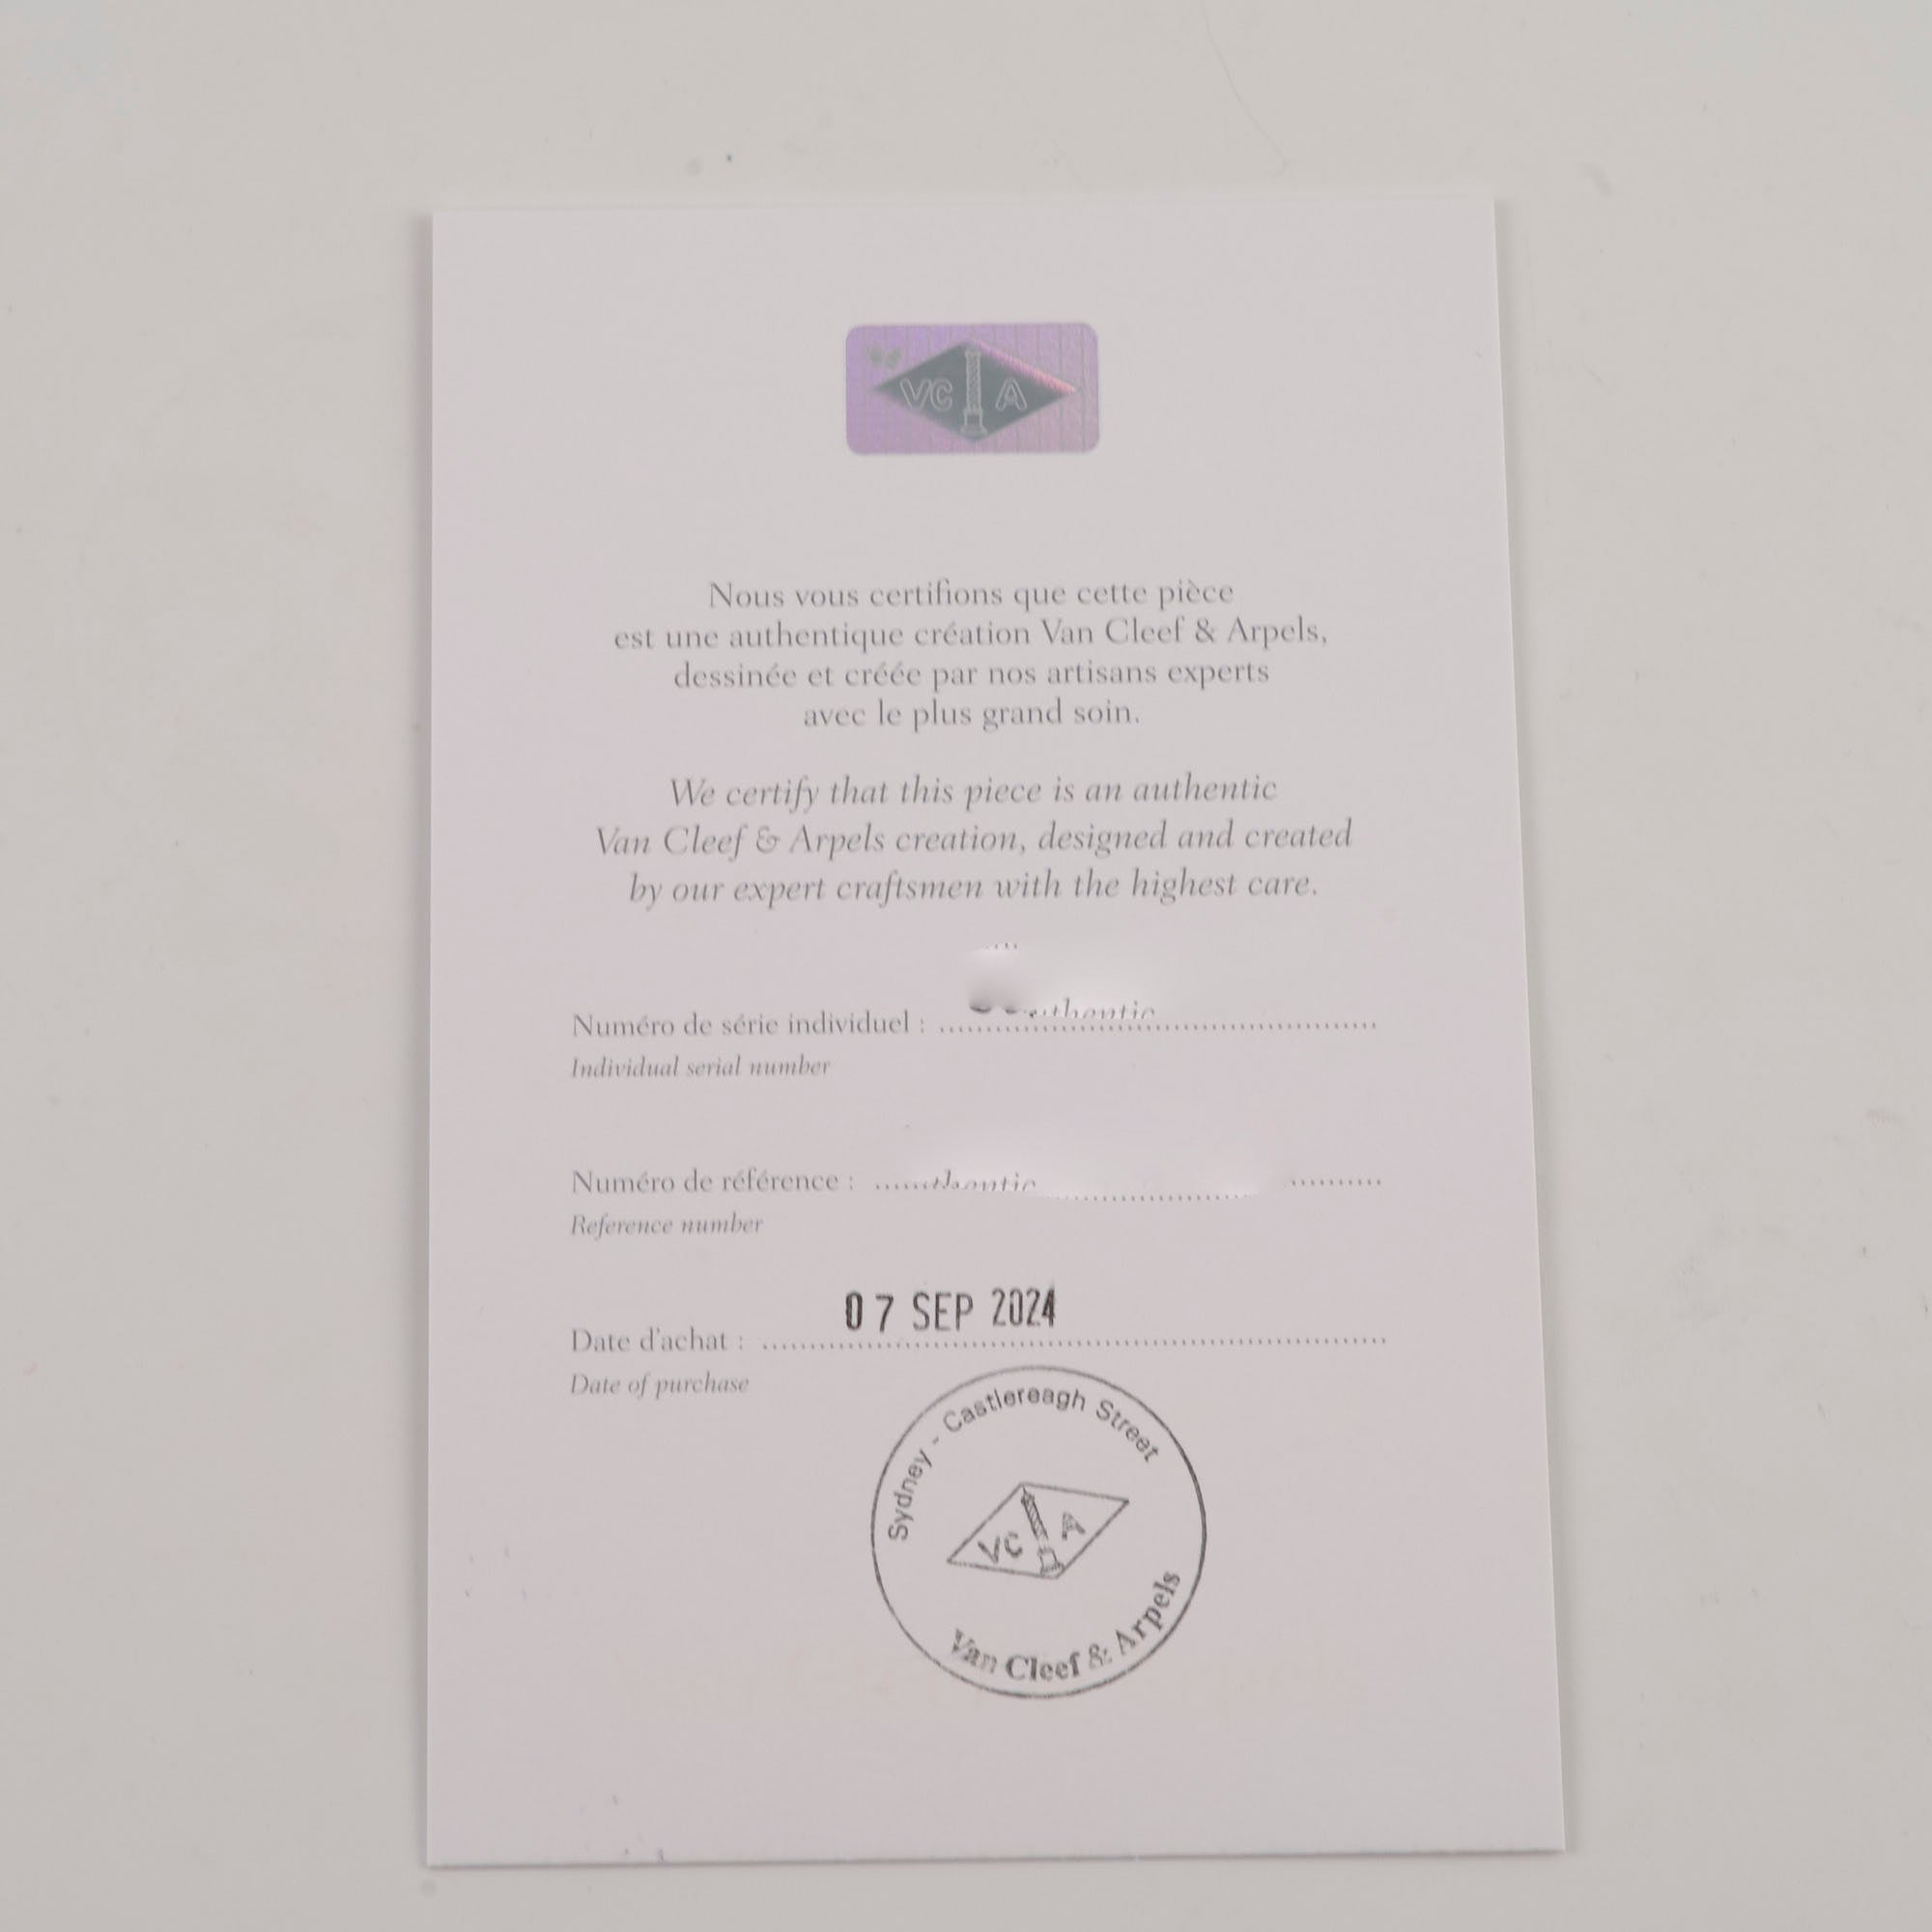 VC A
Nous vous certifions que cette pièce
est une authentique création Van Cleef & Arpels,
dessinée et créée par nos artisans experts
avec le plus grand soin.
We certify that this piece is an authentic
Van Cleef & Arpels creation, designed and created
by our expert craftsmen with the highest care.
Numéro de série individuel :
Individual serial number
Numéro de référence :
Reference number
07 SEP 2024
Date d'achat :
Date of purchase
Sydney - Castlereagh Street
VC A
Van Cleef & Arpels